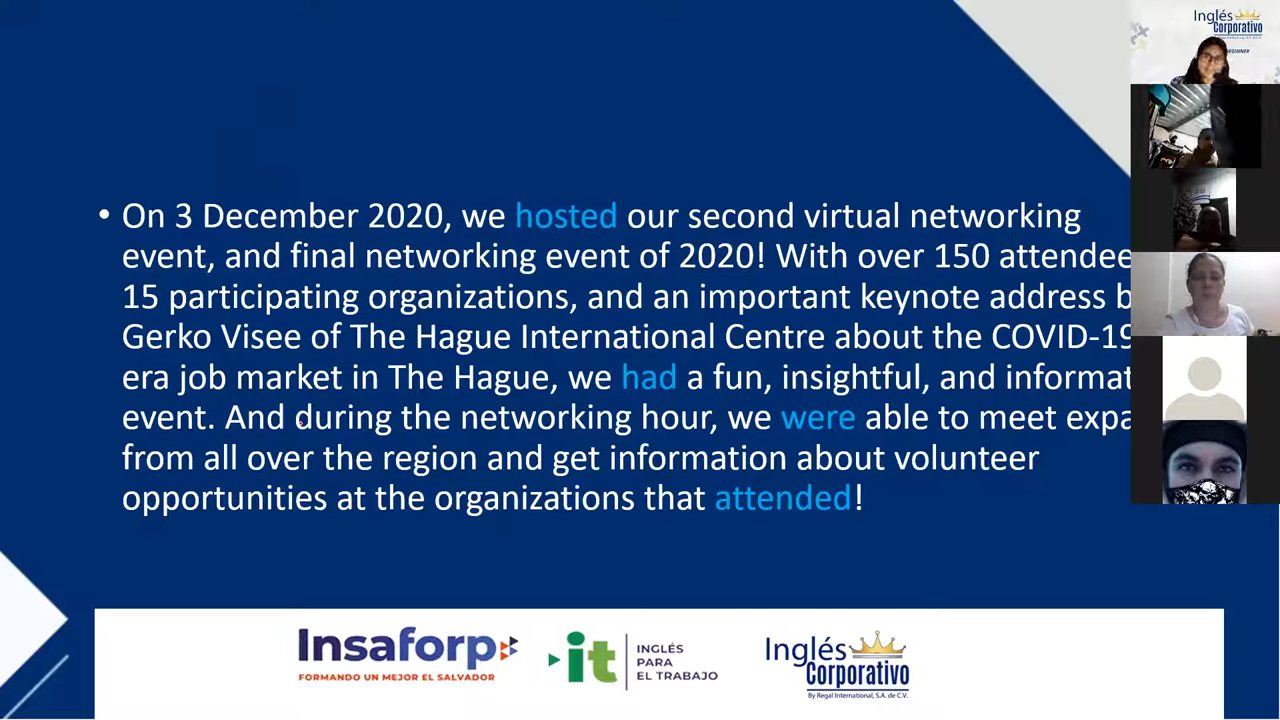 Inglés
Corporativo
BEGINNER
• On 3 December 2020, we hosted our second virtual networking
event, and final networking event of 2020! With over 150 attendee
15 participating organizations, and an important keynote address b
Gerko Visee of The Hague International Centre about the COVID-19
era job market in The Hague, we had a fun, insightful, and informat
event. And during the networking hour, we were able to meet expa
from all over the region and get information about volunteer
opportunities at the organizations that attended!
Insaforp
FORMANDO UN MEJOR EL SALVADOR
it
INGLÉS
PARA
EL TRABAJO
Inglés
Corporativo
By Regal International, S.A. de C.V.